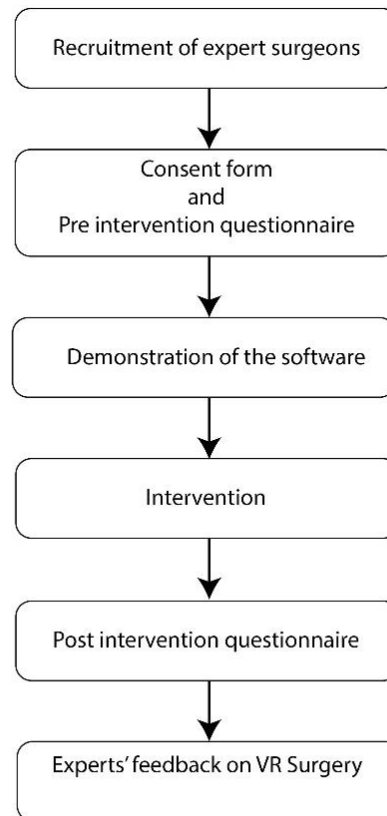 Recruitment of expert surgeons
Consent form
and
Pre intervention questionnaire
Demonstration of the software
Intervention
Post intervention questionnaire
Experts' feedback on VR Surgery